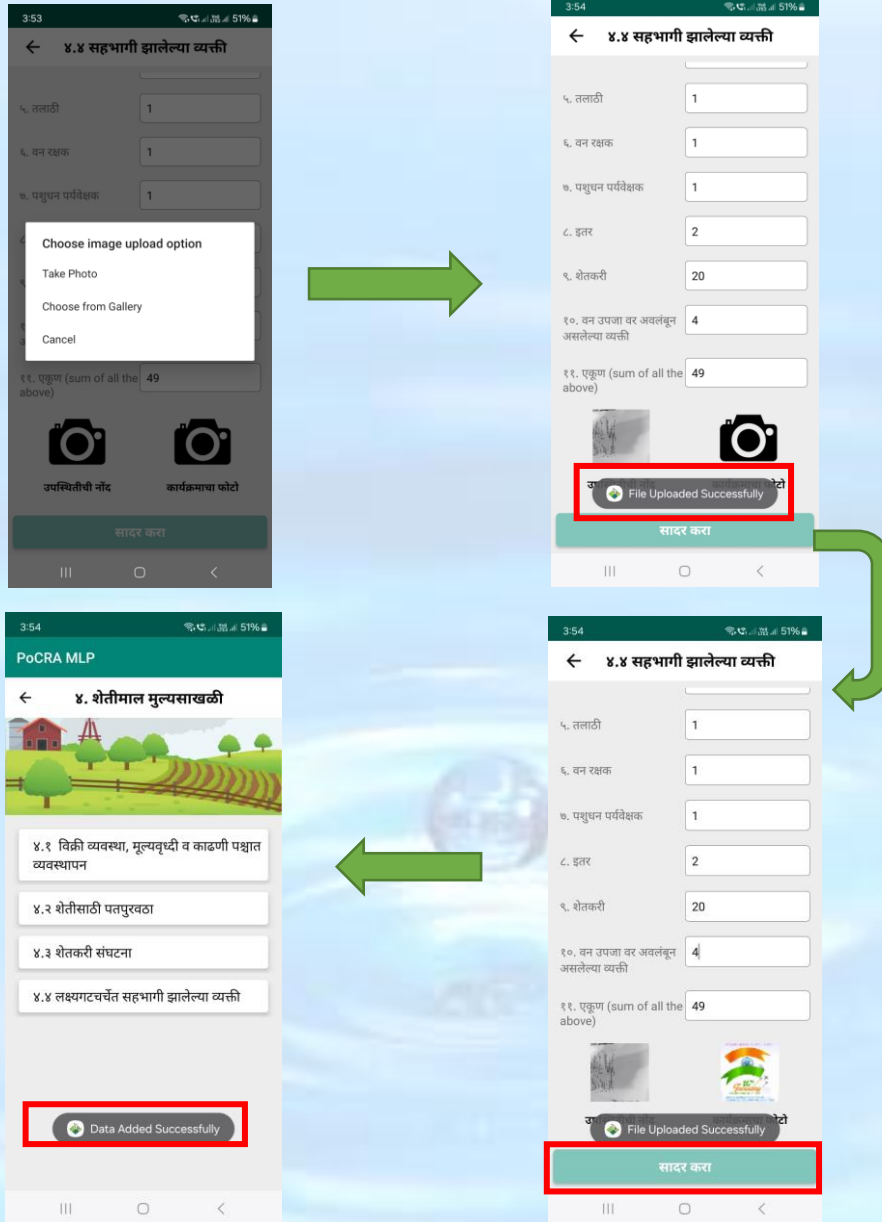 3:53
51%
४.४ सहभागी झालेल्या व्यक्ती
५. तलाठी
1
६. वन रक्षक
1
७. पशुधन पर्यवेक्षक
1
Choose image upload option
Take Photo
Choose from Gallery
Cancel
११. एकूण (sum of all the
above)
49
उपस्थितीची नोंद
कार्यक्रमाचा फोटो
सादर करा
3:54
51%
४.४ सहभागी झालेल्या व्यक्ती
५. तलाठी
1
६. वन रक्षक
1
७. पशुधन पर्यवेक्षक
1
८. इतर
2
९. शेतकरी
20
१०. वन उपजा वर अवलंबून
असलेल्या व्यक्ती
4
११. एकूण (sum of all the
above)
49
File Uploaded Successfully
सादर करा
3:54
51%
४.४ सहभागी झालेल्या व्यक्ती
५. तलाठी
1
६. वन रक्षक
1
७. पशुधन पर्यवेक्षक
1
८. इतर
2
९. शेतकरी
20
१०. वन उपजा वर अवलंबून
असलेल्या व्यक्ती
4
११. एकूण (sum of all the
above)
49
File Uploaded Successfully
सादर करा
3:54
51%
PoCRA MLP
४. शेतीमाल मुल्यसाखळी
४.१ विक्री व्यवस्था, मूल्यवृध्दी व काढणी पश्चात
व्यवस्थापन
४.२ शेतीसाठी पतपुरवठा
४.३ शेतकरी संघटना
४.४ लक्ष्यगटचर्चेत सहभागी झालेल्या व्यक्ती
Data Added Successfully